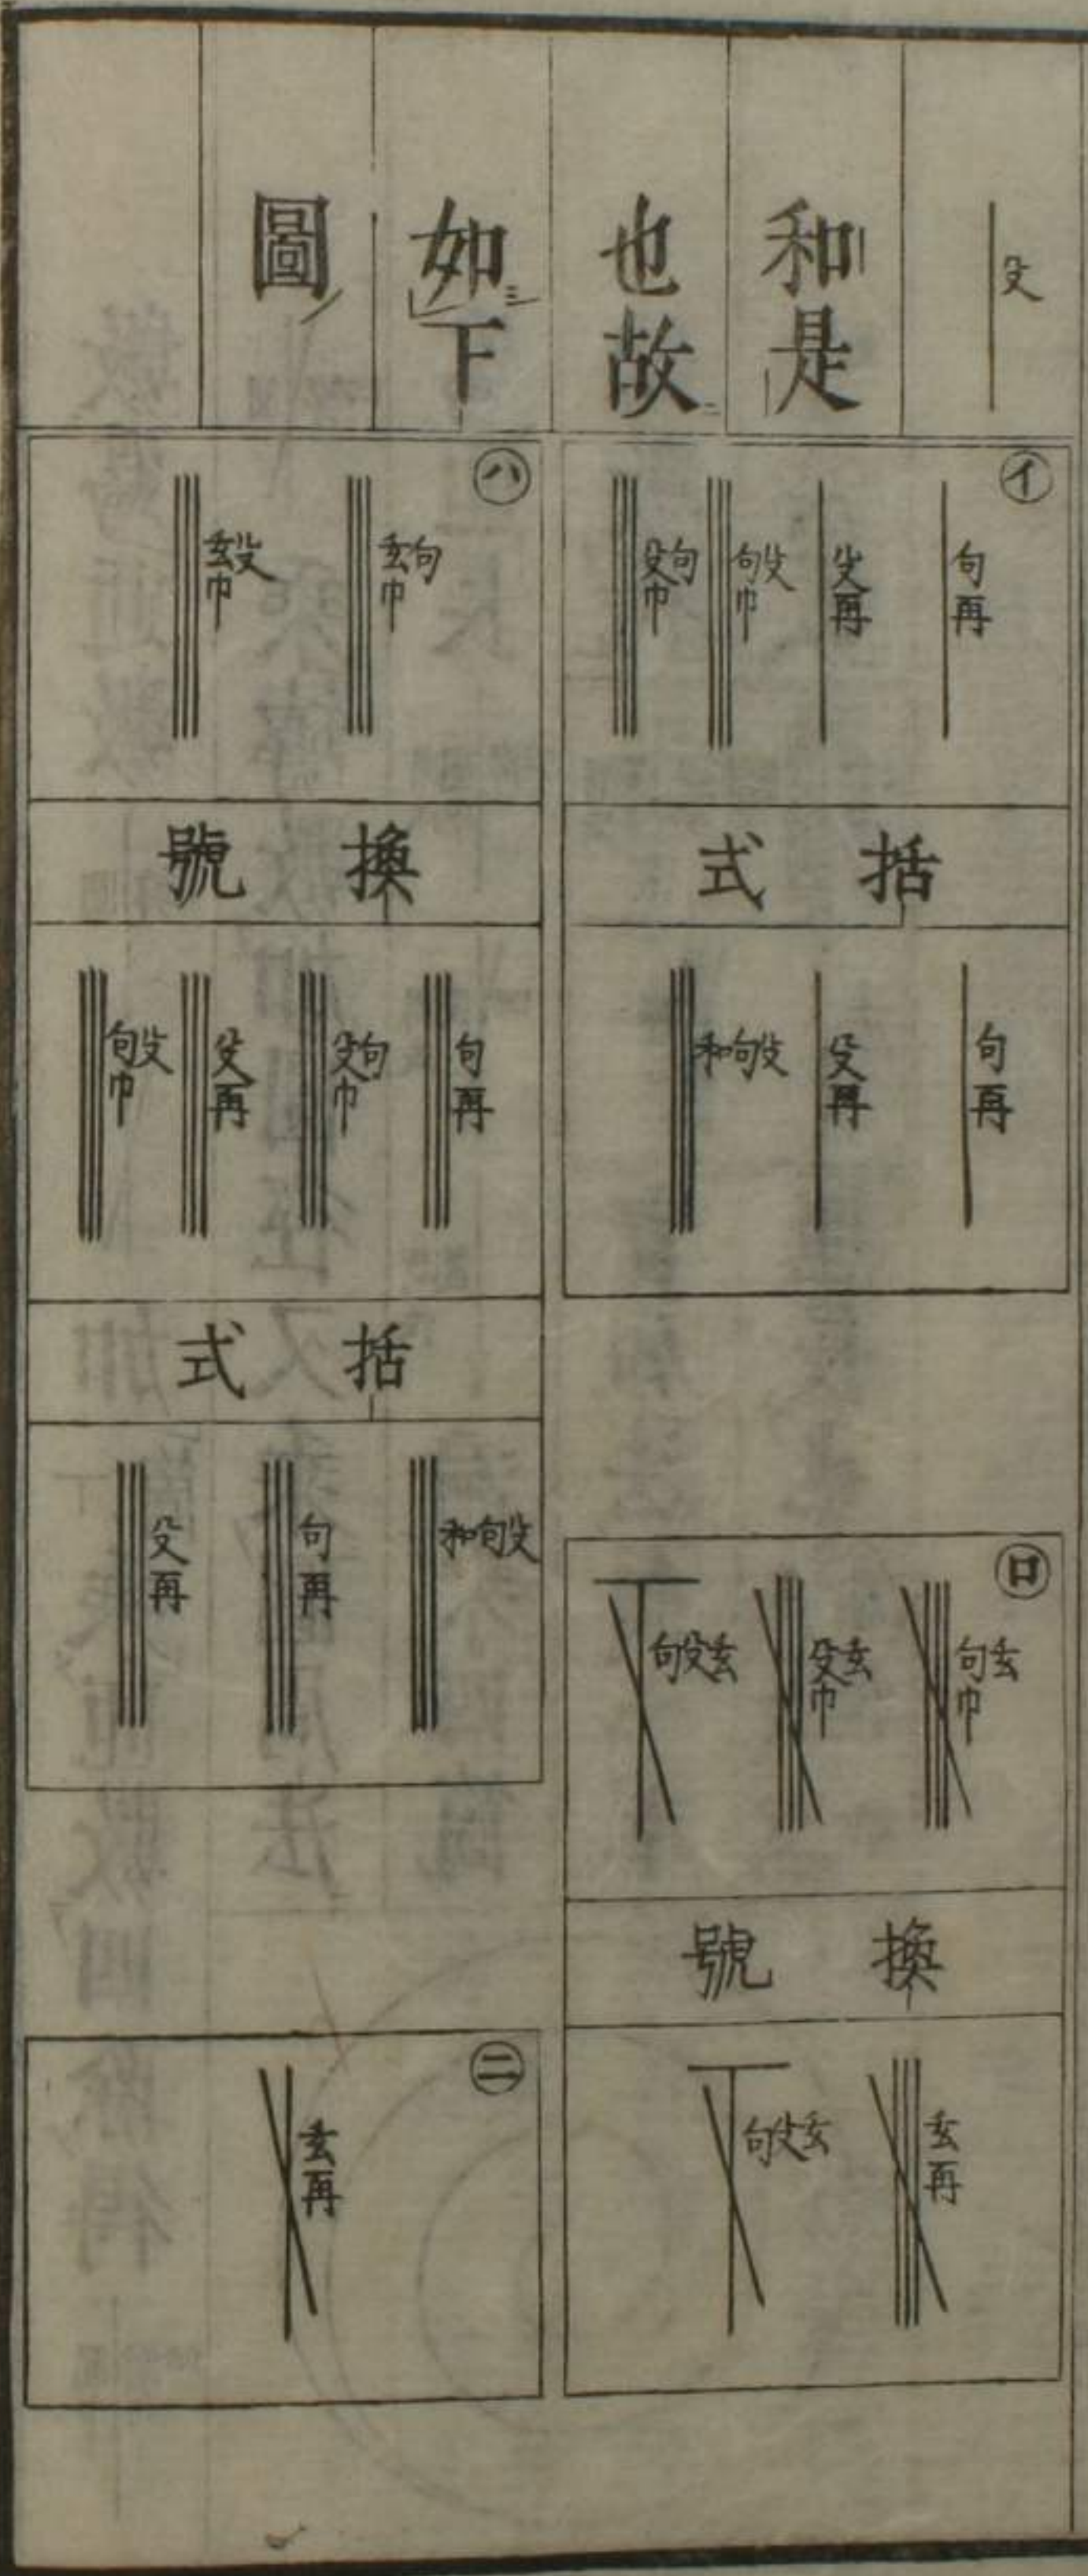 殳
和是
也故
如下
圖
㋑
句再
殳再
句殳巾
殳句巾
括式
句再
殳再
和句殳
㋺
句玄巾
殳玄巾
句殳玄
換號
玄再
句殳玄
㋩
玄句巾
玄殳巾
換號
句再
殳句巾
殳再
句殳巾
括式
和句殳
句再
殳再
㋥
玄再